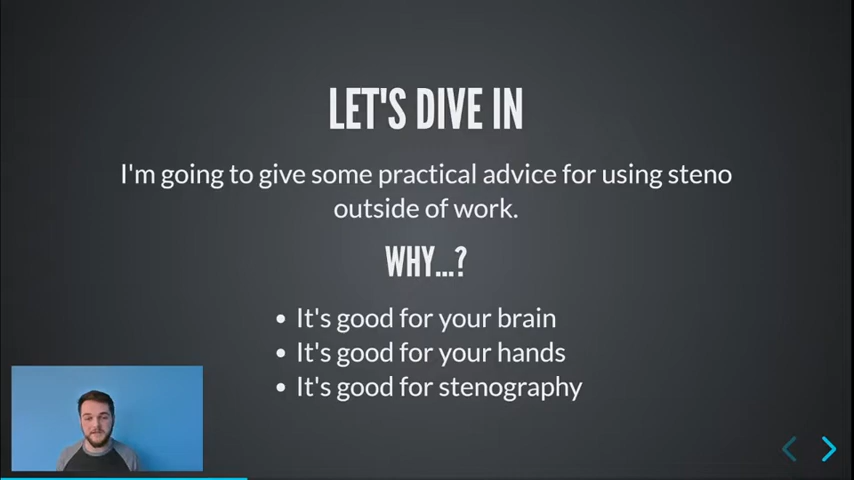 LET'S DIVE IN
I'm going to give some practical advice for using steno
outside of work.
WHY...?
It's good for your brain
It's good for your hands
It's good for stenography